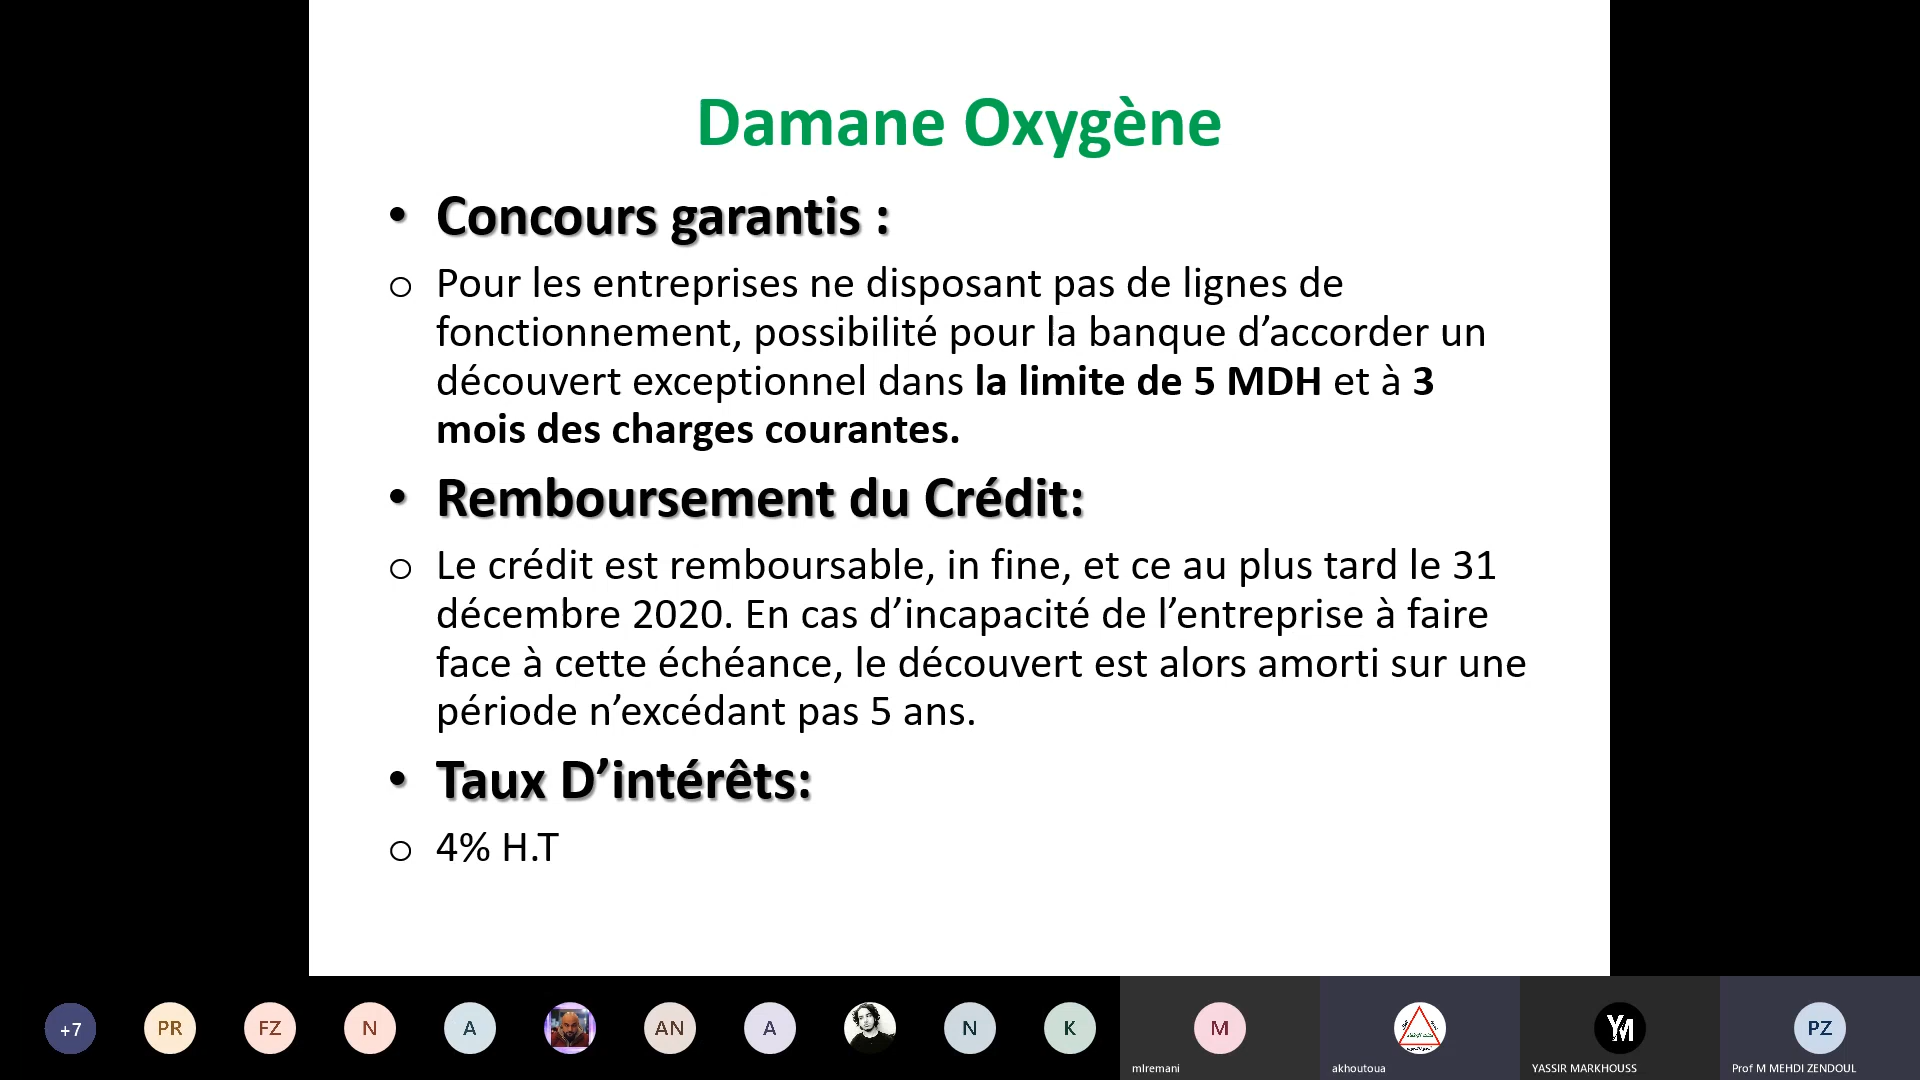 Damane Oxygène
• Concours garantis :
o Pour les entreprises ne disposant pas de lignes de
fonctionnement, possibilité pour la banque d’accorder un
découvert exceptionnel dans la limite de 5 MDH et à 3
mois des charges courantes.
• Remboursement du Crédit:
o Le crédit est remboursable, in fine, et ce au plus tard le 31
décembre 2020. En cas d’incapacité de l’entreprise à faire
face à cette échéance, le découvert est alors amorti sur une
période n’excédant pas 5 ans.
• Taux D’intérêts:
o 4% H.T
+7 PR FZ N A AN A N K M YM PZ
mlremani akhoutoua YASSIR MARKHOUSS Prof M MEHDI ZENDOUL